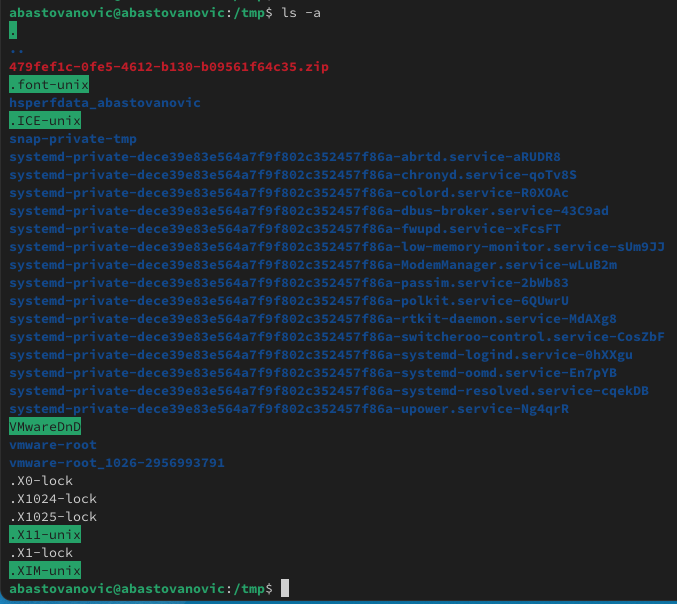 abastovanovic@abastovanovic:/tmp$ ls -a
.
..
479fef1c-0fe5-4612-b130-b09561f64c35.zip
.font-unix
hsperfdata_abastovanovic
.ICE-unix
snap-private-tmp
systemd-private-dece39e83e564a7f9f802c352457f86a-abrtd.service-aRUDR8
systemd-private-dece39e83e564a7f9f802c352457f86a-chronyd.service-qoTv8S
systemd-private-dece39e83e564a7f9f802c352457f86a-colord.service-R0XOAc
systemd-private-dece39e83e564a7f9f802c352457f86a-dbus-broker.service-43C9ad
systemd-private-dece39e83e564a7f9f802c352457f86a-fwupd.service-xFcsFT
systemd-private-dece39e83e564a7f9f802c352457f86a-low-memory-monitor.service-sUm9JJ
systemd-private-dece39e83e564a7f9f802c352457f86a-ModemManager.service-wLuB2m
systemd-private-dece39e83e564a7f9f802c352457f86a-passim.service-2bWb83
systemd-private-dece39e83e564a7f9f802c352457f86a-polkit.service-6QUwrU
systemd-private-dece39e83e564a7f9f802c352457f86a-rtkit-daemon.service-MdAXg8
systemd-private-dece39e83e564a7f9f802c352457f86a-switcheroo-control.service-CosZbF
systemd-private-dece39e83e564a7f9f802c352457f86a-systemd-logind.service-0hXXgu
systemd-private-dece39e83e564a7f9f802c352457f86a-systemd-oomd.service-En7pYB
systemd-private-dece39e83e564a7f9f802c352457f86a-systemd-resolved.service-cqekDB
systemd-private-dece39e83e564a7f9f802c352457f86a-upower.service-Ng4qrR
VMwareDnD
vmware-root
vmware-root_1026-2956993791
.X0-lock
.X1024-lock
.X1025-lock
.X11-unix
.X1-lock
.XIM-unix
abastovanovic@abastovanovic:/tmp$